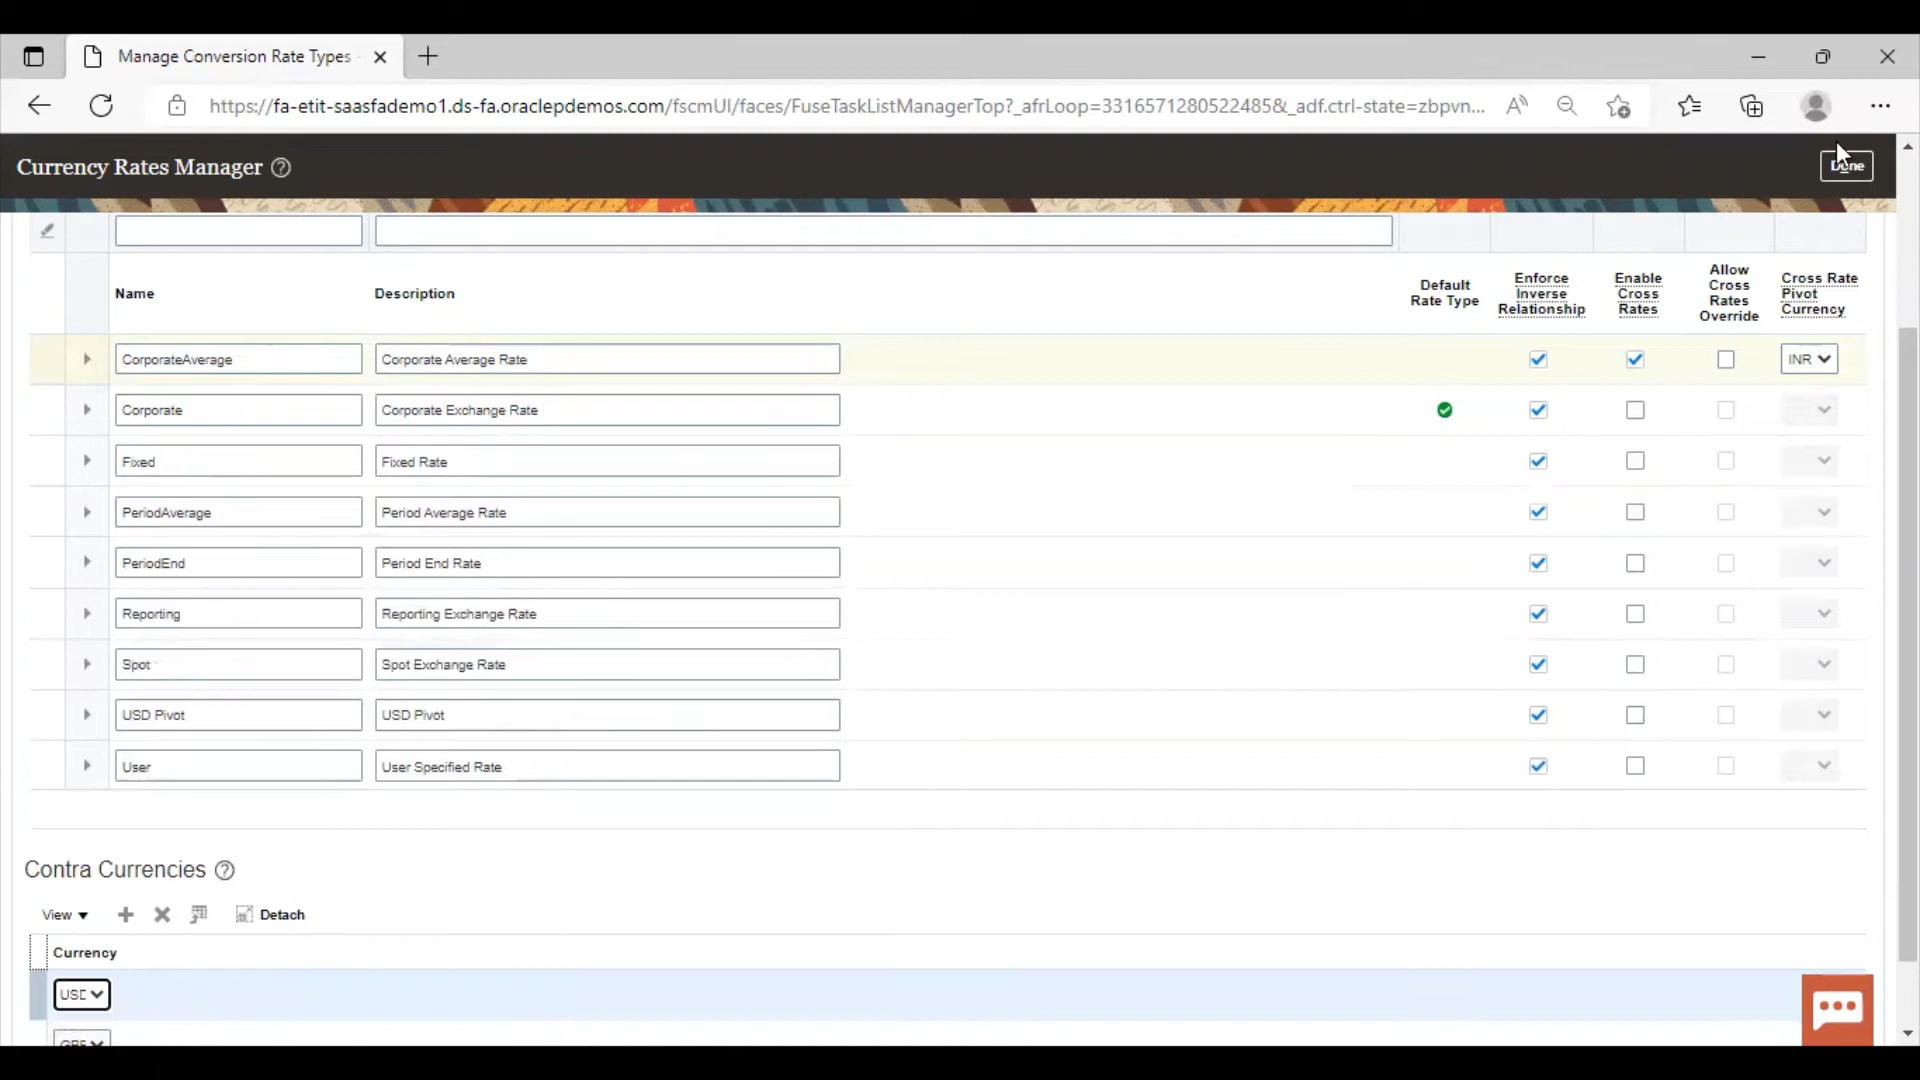 Manage Conversion Rate Types -
https://fa-etit-saasfademo1.ds-fa.oraclepdemos.com/fscmUI/faces/FuseTaskListManagerTop?_afrLoop=33165712805224​85&_adf.ctrl-state=zbpvn...
Currency Rates Manager
Done
Name
Description
Default Rate Type
Enforce Inverse Relationship
Enable Cross Rates
Allow Cross Rates Override
Cross Rate Pivot Currency
CorporateAverage Corporate Average Rate INR
Corporate Corporate Exchange Rate
Fixed Fixed Rate
PeriodAverage Period Average Rate
PeriodEnd Period End Rate
Reporting Reporting Exchange Rate
Spot Spot Exchange Rate
USD Pivot USD Pivot
User User Specified Rate
Contra Currencies
View Detach
Currency
USD